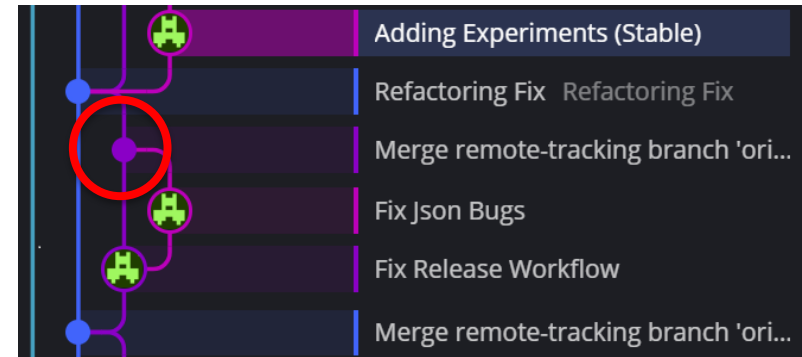 Adding Experiments (Stable)
Refactoring Fix Refactoring Fix
Merge remote-tracking branch 'ori...
Fix Json Bugs
Fix Release Workflow
Merge remote-tracking branch 'ori...